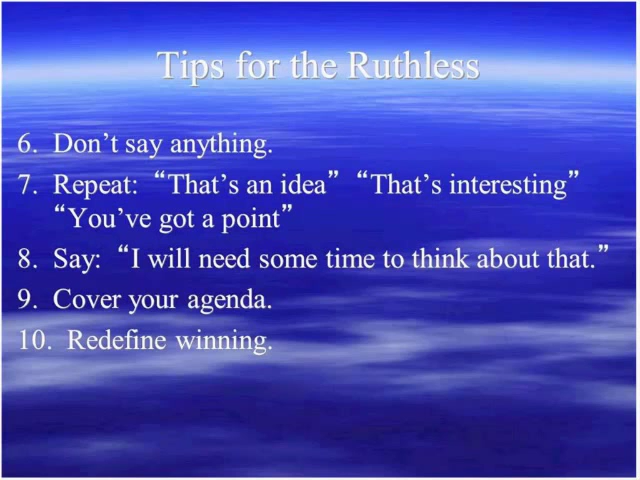 Tips for the Ruthless
6. Don’t say anything.
7. Repeat: “That’s an idea” “That’s interesting”
“You’ve got a point”
8. Say: “I will need some time to think about that.”
9. Cover your agenda.
10. Redefine winning.